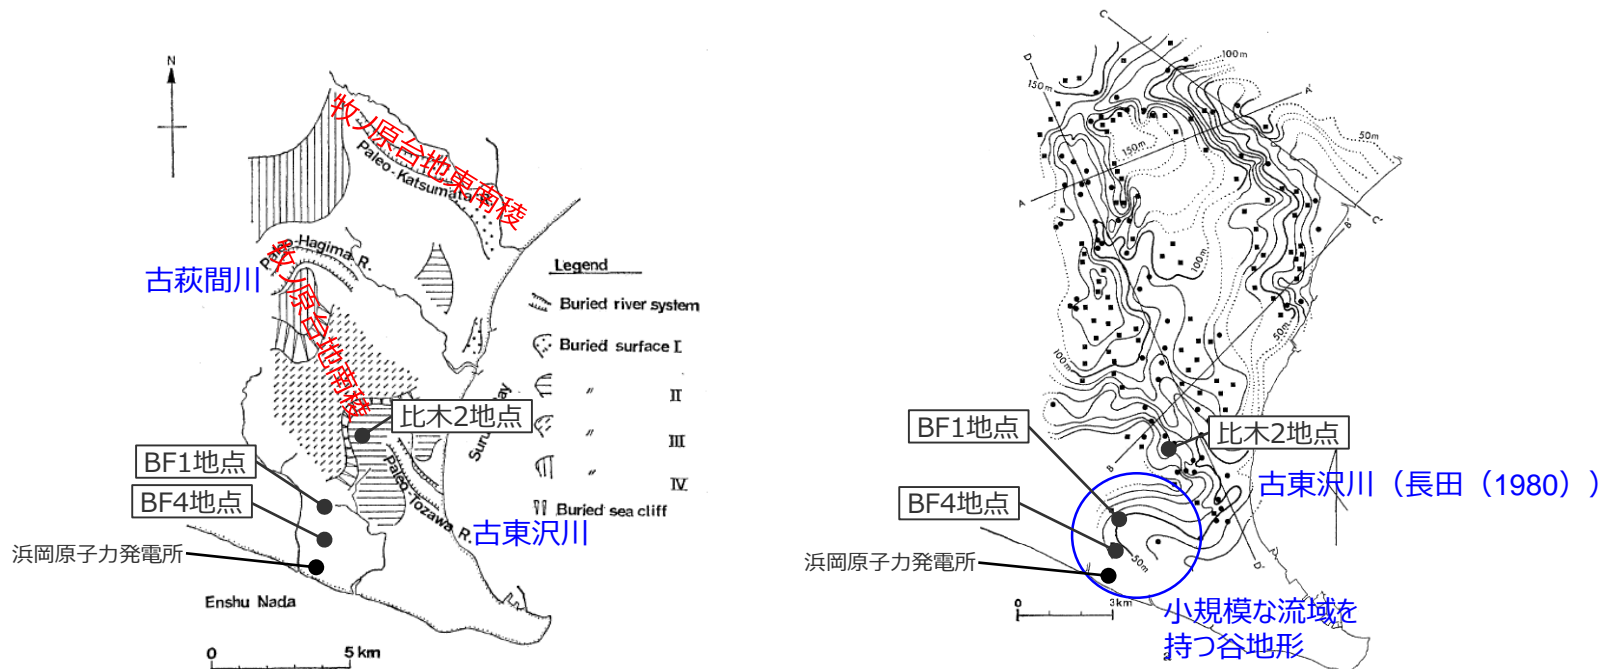 N
牧ノ原台地東南稜
Paleo-Katsumata R.
Paleo-Hagima R.
古萩間川
牧ノ原台地南稜
Legend
Buried river system
Buried surface I
〃 II
〃 III
〃 IV
Buried sea cliff
比木2地点
BF1地点
BF4地点
浜岡原子力発電所
Paleo-Tozawa R.
古東沢川
Enshu Nada
0 5 km
C
D
100m
150m
A'
50m
150m
A
C'
B'
100m
50m
100m
BF1地点
比木2地点
B
古東沢川（長田（1980））
BF4地点
浜岡原子力発電所
50m
D'
0 3km
小規模な流域を
持つ谷地形